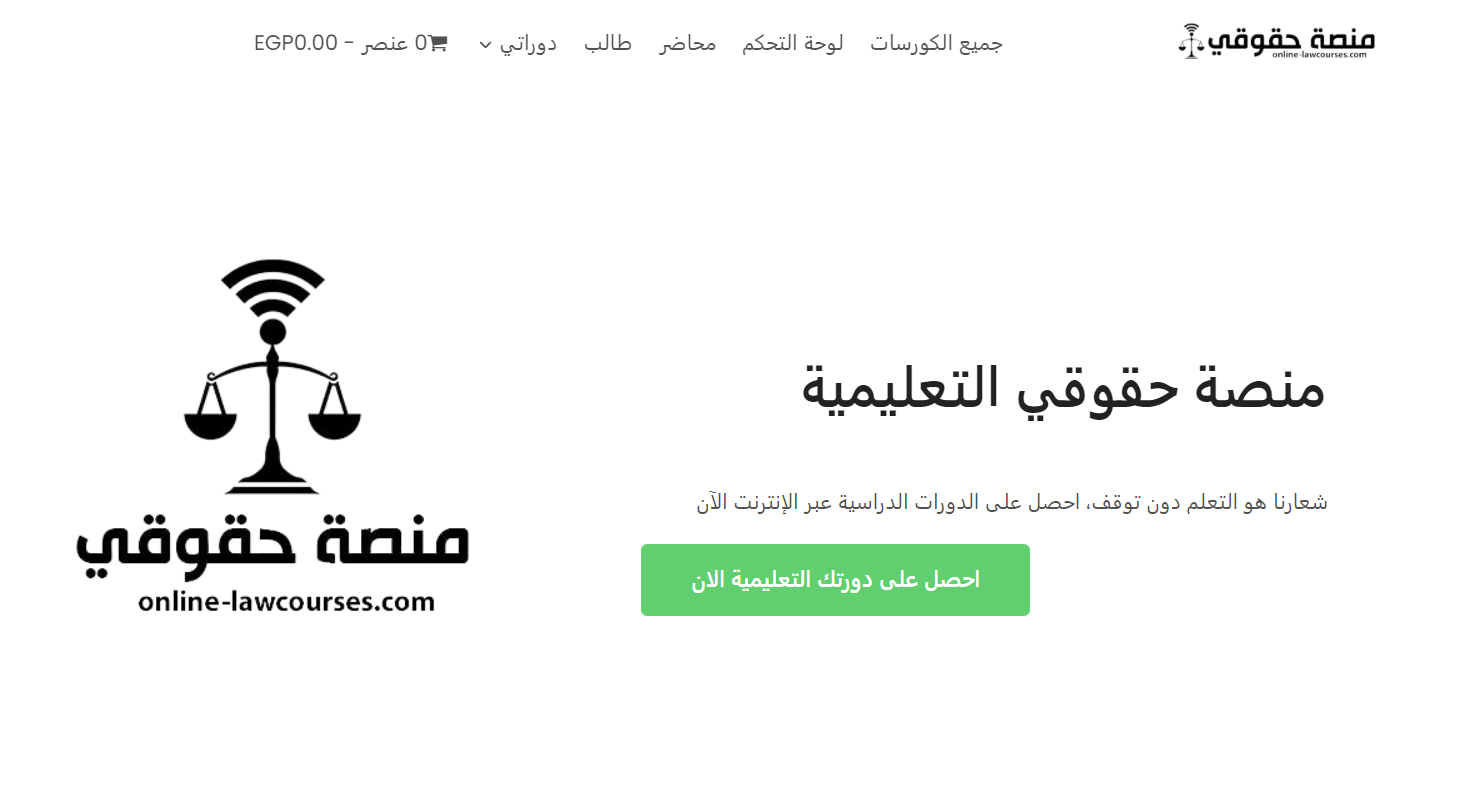 منصة حقوقي
online-lawcourses.com
جميع الكورسات
لوحة التحكم
محاضر
طالب
دوراتي
0 عنصر - EGP0.00
منصة حقوقي التعليمية
شعارنا هو التعلم دون توقف، احصل على الدورات الدراسية عبر الإنترنت الآن
احصل على دورتك التعليمية الان
منصة حقوقي
online-lawcourses.com